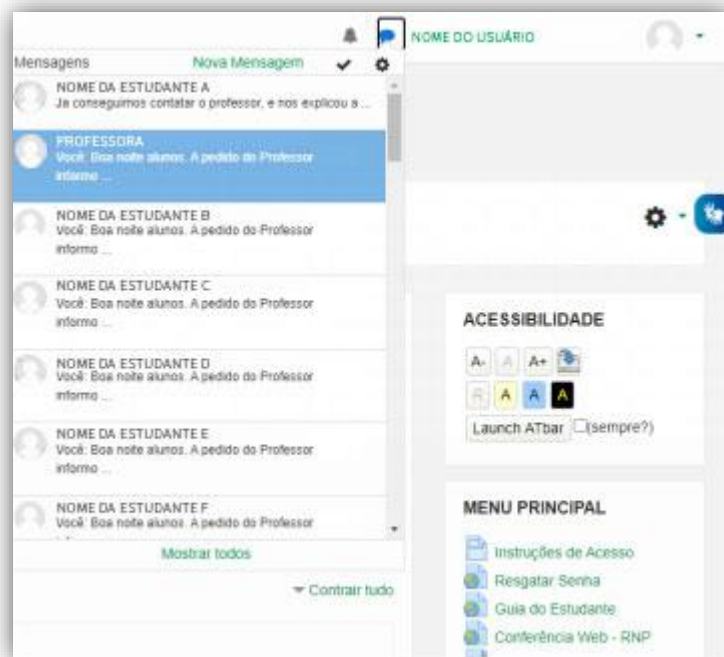 NOME DO USUÁRIO
Mensagens Nova Mensagem
NOME DA ESTUDANTE A
Ja conseguimos contatar o professor, e nos explicou a ...
PROFESSORA
Você: Boa noite alunos. A pedido do Professor
informo ...
NOME DA ESTUDANTE B
Você: Boa noite alunos. A pedido do Professor
informo ...
NOME DA ESTUDANTE C
Você: Boa noite alunos. A pedido do Professor
informo ...
NOME DA ESTUDANTE D
Você: Boa noite alunos. A pedido do Professor
informo ...
NOME DA ESTUDANTE E
Você: Boa noite alunos. A pedido do Professor
informo ...
NOME DA ESTUDANTE F
Você: Boa noite alunos. A pedido do Professor
Mostrar todos
Contrair tudo
ACESSIBILIDADE
A- A A+
A A A A
Launch ATbar (sempre?)
MENU PRINCIPAL
Instruções de Acesso
Resgatar Senha
Guia do Estudante
Conferência Web - RNP